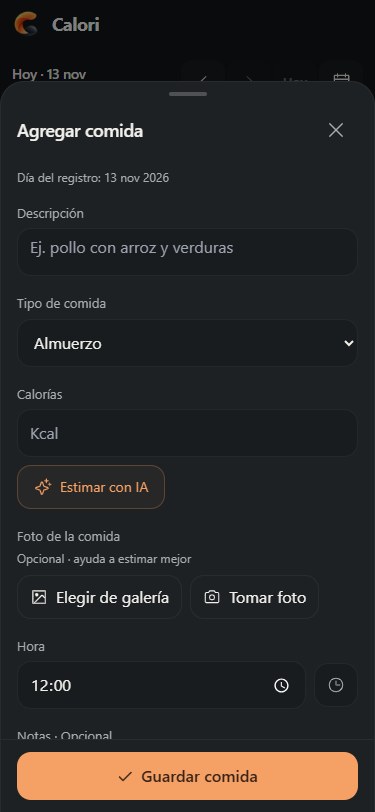 Calori
Hoy · 13 nov
Hoy
Agregar comida
Día del registro: 13 nov 2026
Descripción
Ej. pollo con arroz y verduras
Tipo de comida
Almuerzo
Calorías
Kcal
Estimar con IA
Foto de la comida
Opcional · ayuda a estimar mejor
Elegir de galería
Tomar foto
Hora
12:00
Notas · Opcional
Guardar comida